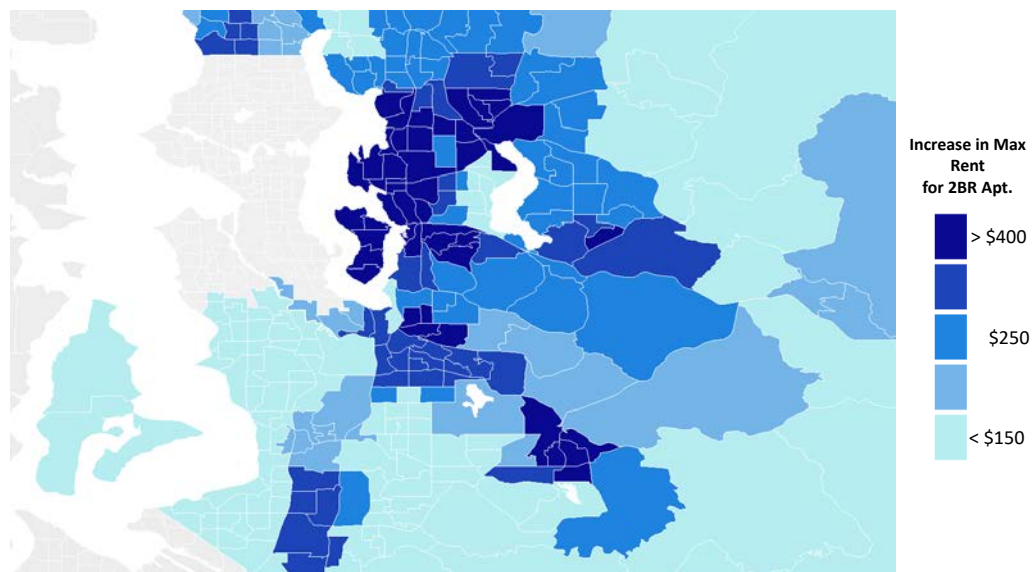 Increase in Max
Rent
for 2BR Apt.
> $400
$250
< $150